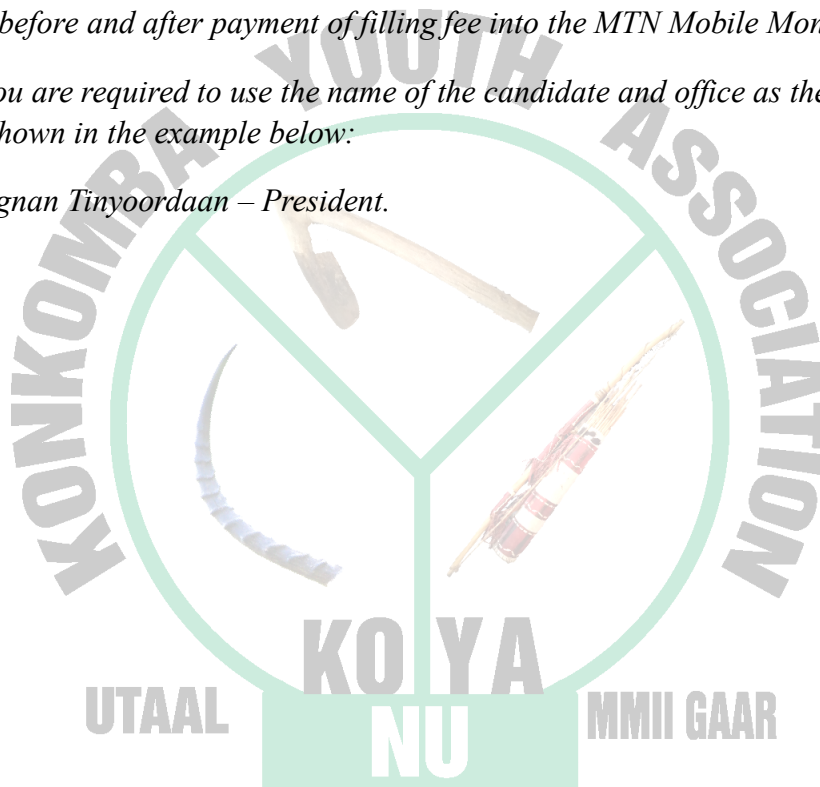 before and after payment of filling fee into the MTN Mobile Mon
ou are required to use the name of the candidate and office as the
hown in the example below:
gnan Tinyoordaan – President.
KONKOMBA YOUTH ASSOCIATION
KO YA
UTAAL
NU
MMII GAAR